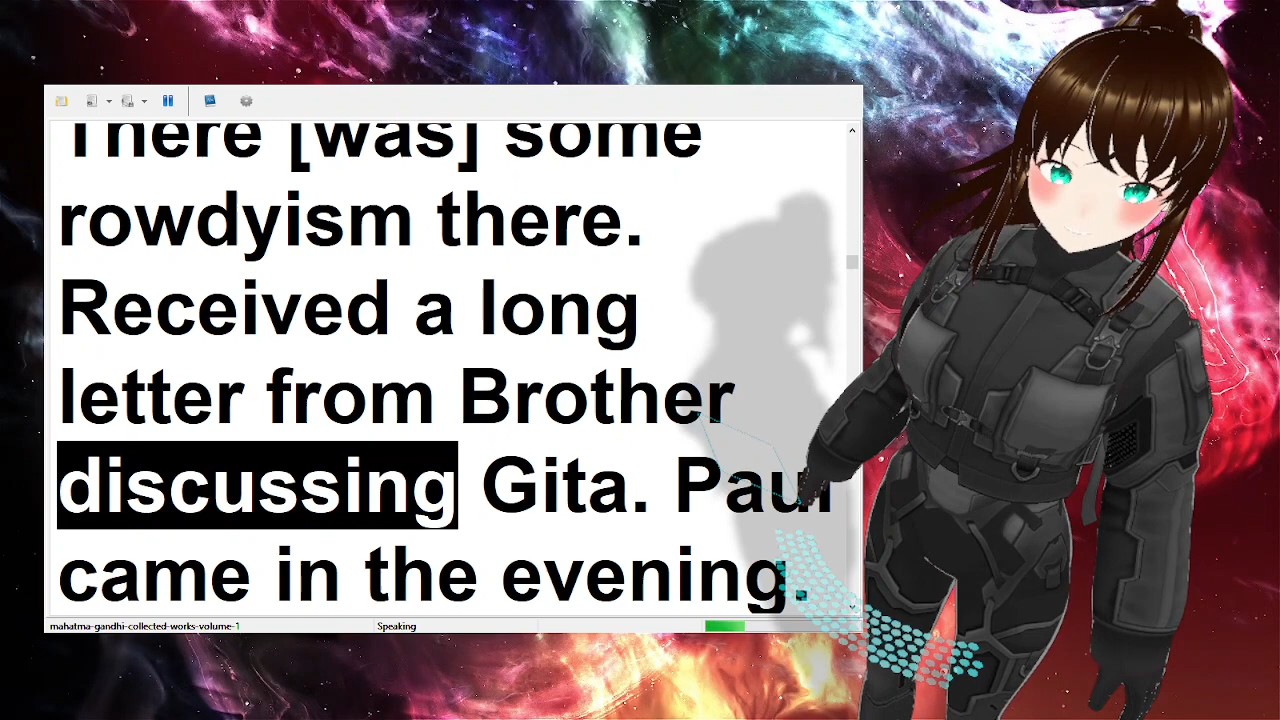 There [was] some
rowdyism there.
Received a long
letter from Brother
discussing Gita. Paul
came in the evening.
mahatma-gandhi-collected-works-volume-1
Speaking